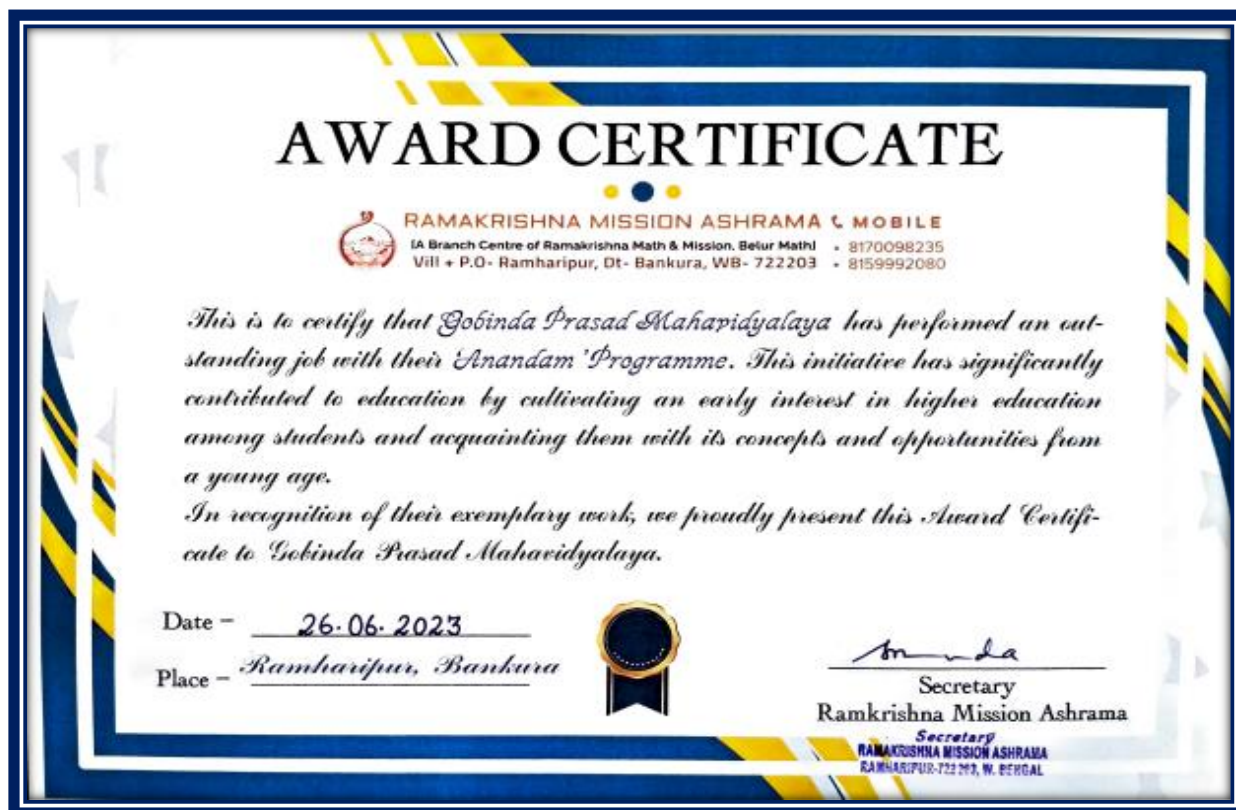 AWARD CERTIFICATE
RAMAKRISHNA MISSION ASHRAMA MOBILE
[A Branch Centre of Ramakrishna Math & Mission. Belur Math] • 8170098235
Vill + P.O- Ramharipur, Dt- Bankura, WB- 722203 • 8159992080
This is to certify that Gobinda Prasad Mahavidyalaya has performed an out-
standing job with their 'Anandam' Programme. This initiative has significantly
contributed to education by cultivating an early interest in higher education
among students and acquainting them with its concepts and opportunities from
a young age.
In recognition of their exemplary work, we proudly present this Award Certifi-
cate to Gobinda Prasad Mahavidyalaya.
Date – 26.06.2023
Place – Ramharipur, Bankura
Secretary
Ramkrishna Mission Ashrama
Secretary
RAMAKRISHNA MISSION ASHRAMA
RAMHARIPUR-722203, W. BENGAL